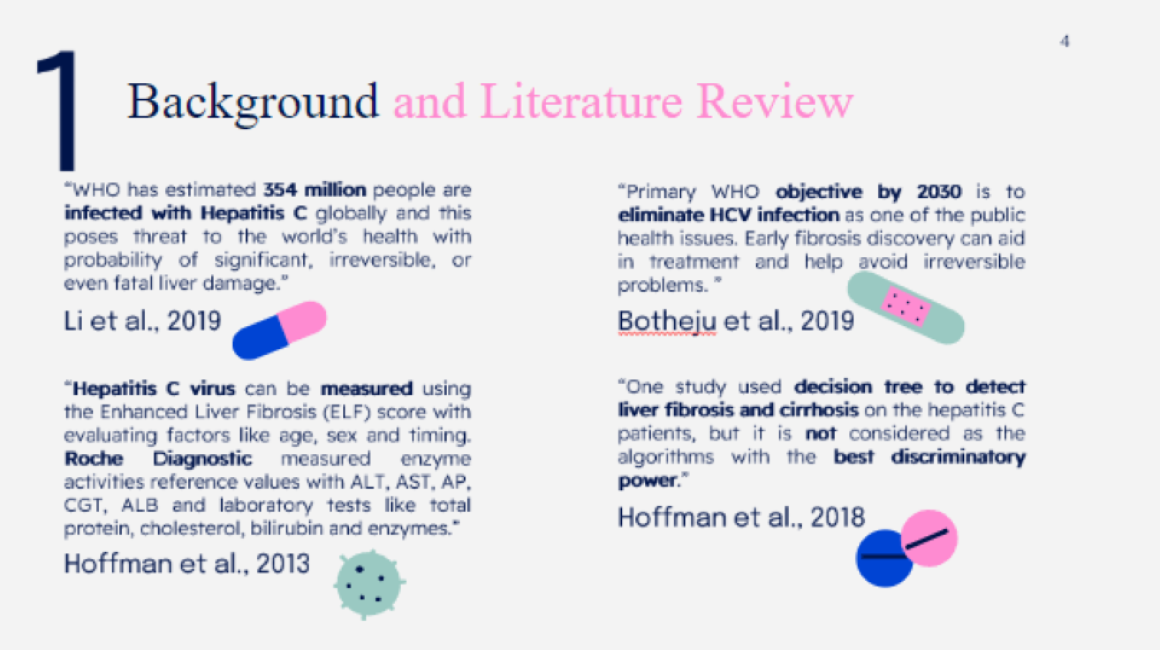 4
1
Background and Literature Review
“WHO has estimated 354 million people are
infected with Hepatitis C globally and this
poses threat to the world’s health with
probability of significant, irreversible, or
even fatal liver damage.”
Li et al., 2019
“Hepatitis C virus can be measured using
the Enhanced Liver Fibrosis (ELF) score with
evaluating factors like age, sex and timing.
Roche Diagnostic measured enzyme
activities reference values with ALT, AST, AP,
CGT, ALB and laboratory tests like total
protein, cholesterol, bilirubin and enzymes.”
Hoffman et al., 2013
“Primary WHO objective by 2030 is to
eliminate HCV infection as one of the public
health issues. Early fibrosis discovery can aid
in treatment and help avoid irreversible
problems. ”
Botheju et al., 2019
“One study used decision tree to detect
liver fibrosis and cirrhosis on the hepatitis C
patients, but it is not considered as the
algorithms with the best discriminatory
power.”
Hoffman et al., 2018